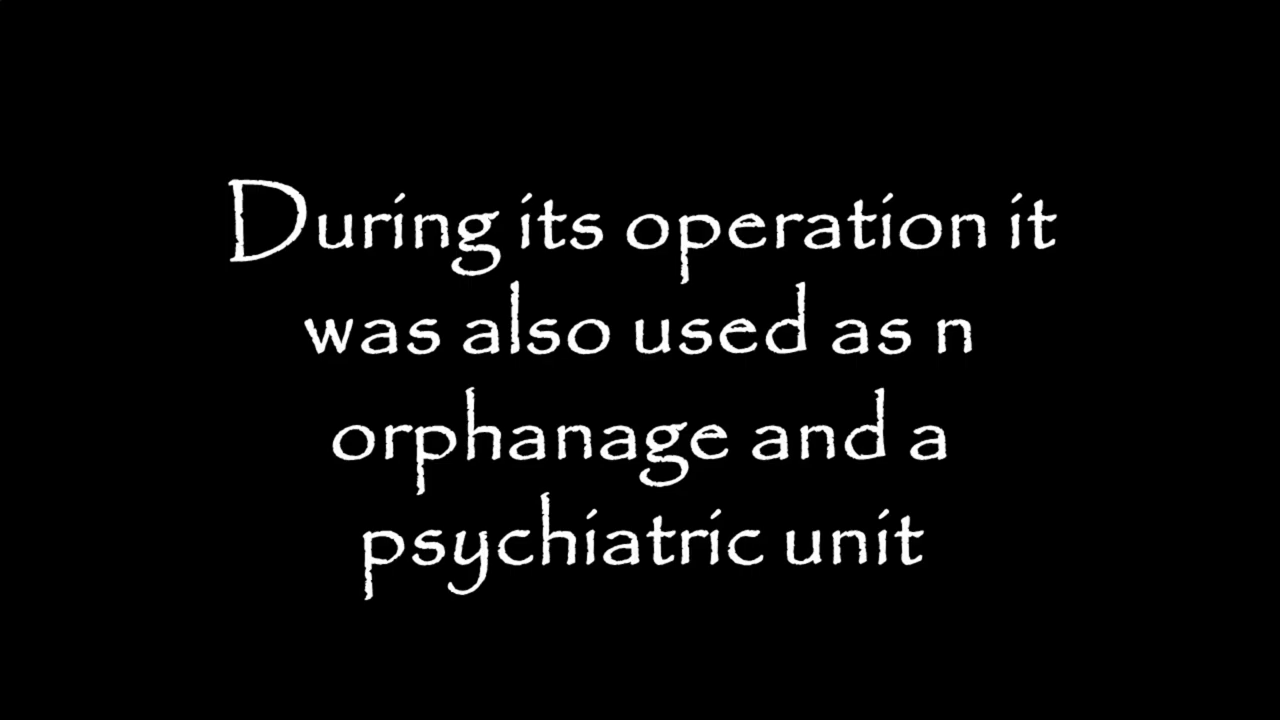 During its operation it
was also used as n
orphanage and a
psychiatric unit